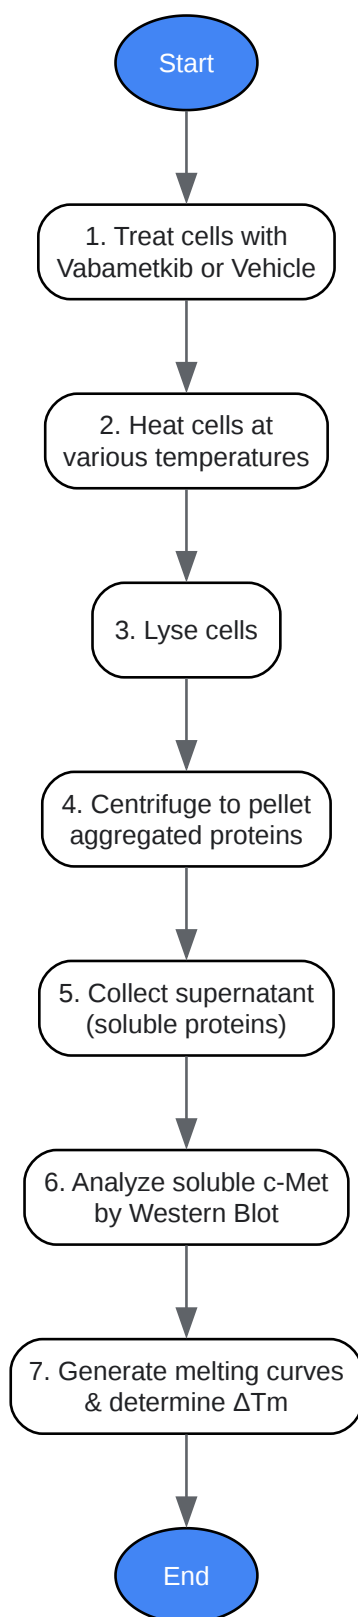 Start
1. Treat cells with
Vabametkib or Vehicle
2. Heat cells at
various temperatures
3. Lyse cells
4. Centrifuge to pellet
aggregated proteins
5. Collect supernatant
(soluble proteins)
6. Analyze soluble c-Met
by Western Blot
7. Generate melting curves
& determine ΔTm
End